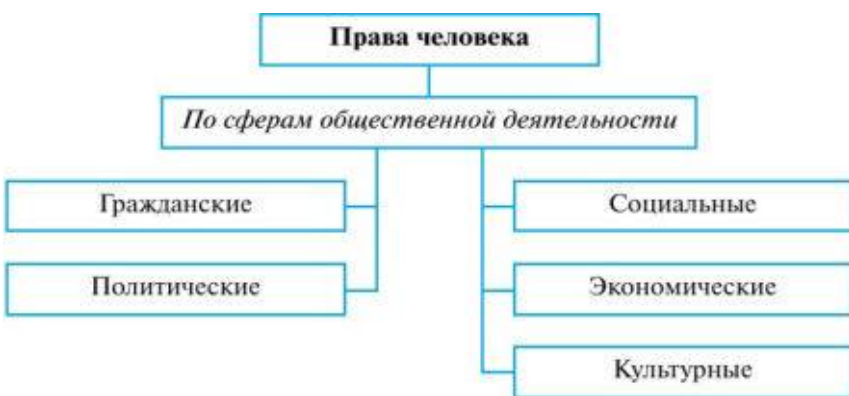 Права человека
По сферам общественной деятельности
Гражданские
Социальные
Политические
Экономические
Культурные